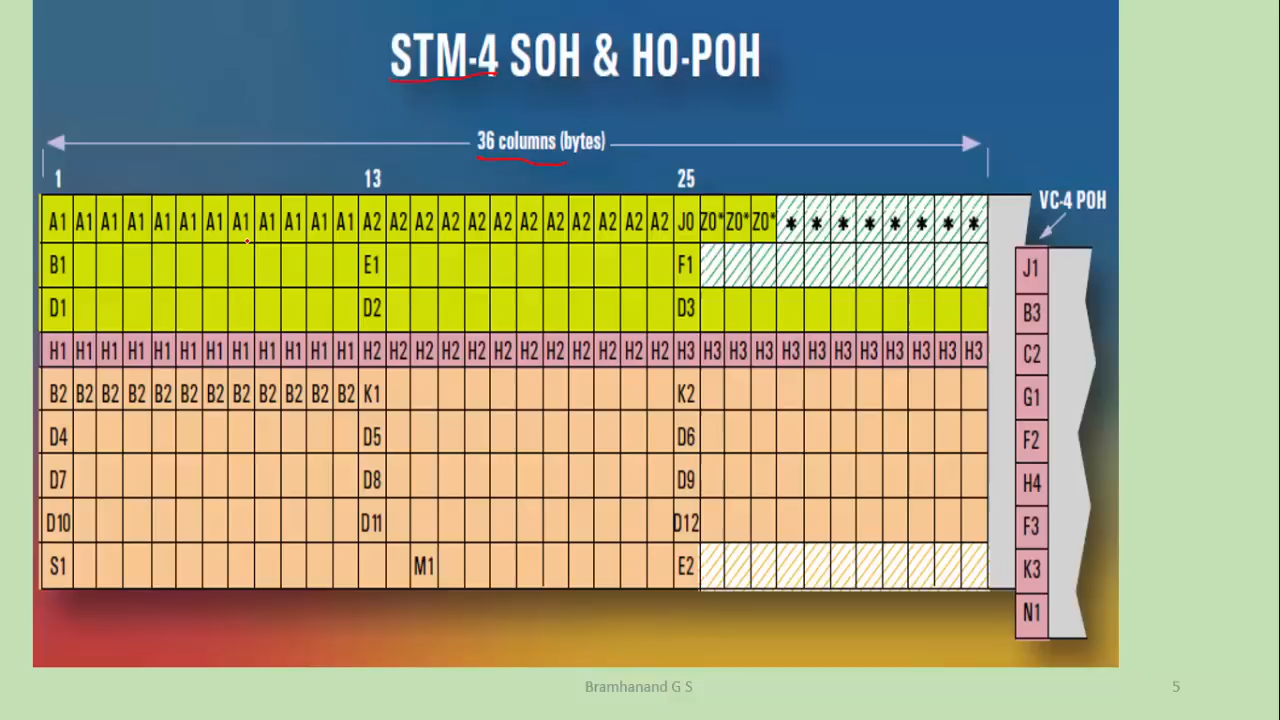 STM-4 SOH & HO-POH
36 columns (bytes)
1 13 25
VC-4 POH
A1 A1 A1 A1 A1 A1 A1 A1 A1 A1 A1 A1 A2 A2 A2 A2 A2 A2 A2 A2 A2 A2 A2 A2 J0 Z0* Z0* Z0* * * * * * * * *
B1 E1 F1 J1
D1 D2 D3 B3
H1 H1 H1 H1 H1 H1 H1 H1 H1 H1 H1 H1 H2 H2 H2 H2 H2 H2 H2 H2 H2 H2 H2 H2 H3 H3 H3 H3 H3 H3 H3 H3 H3 H3 H3 H3 C2
B2 B2 B2 B2 B2 B2 B2 B2 B2 B2 B2 B2 K1 K2 G1
D4 D5 D6 F2
D7 D8 D9 H4
D10 D11 D12 F3
S1 M1 E2 K3
N1
Bramhanand G S 5